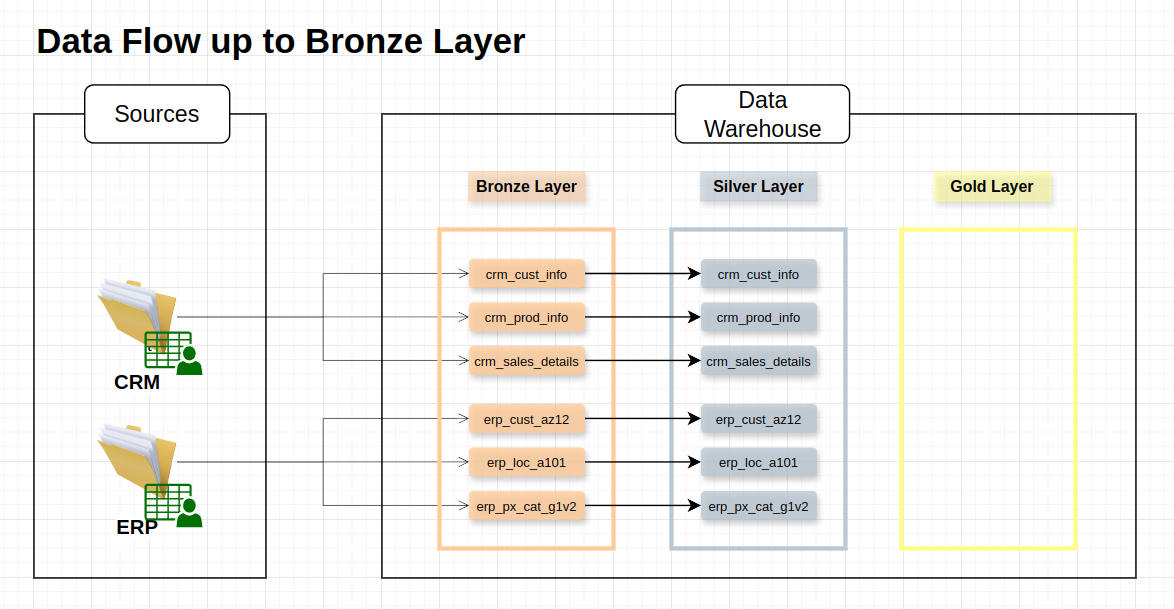 Data Flow up to Bronze Layer
Sources
Data
Warehouse
Bronze Layer
Silver Layer
Gold Layer
crm_cust_info
crm_cust_info
crm_prod_info
crm_prod_info
crm_sales_details
crm_sales_details
CRM
erp_cust_az12
erp_cust_az12
erp_loc_a101
erp_loc_a101
erp_px_cat_g1v2
erp_px_cat_g1v2
ERP